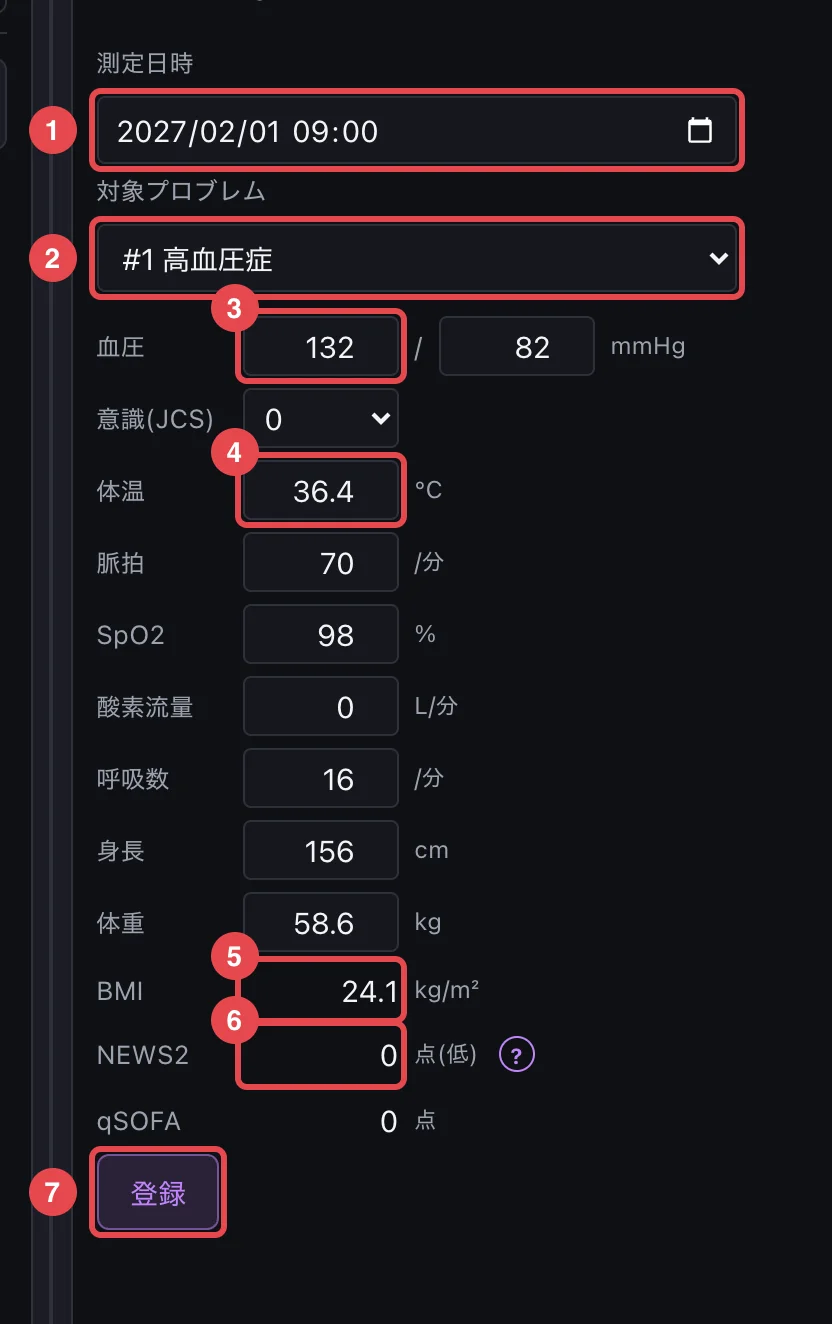 測定日時
1 2027/02/01 09:00
対象プロブレム
2 #1 高血圧症
3
血圧 132 / 82 mmHg
意識(JCS) 0
4
体温 36.4 °C
脈拍 70 /分
SpO2 98 %
酸素流量 0 L/分
呼吸数 16 /分
身長 156 cm
体重 58.6 kg
5
BMI 24.1 kg/m²
6
NEWS2 0 点(低) ?
qSOFA 0 点
7 登録